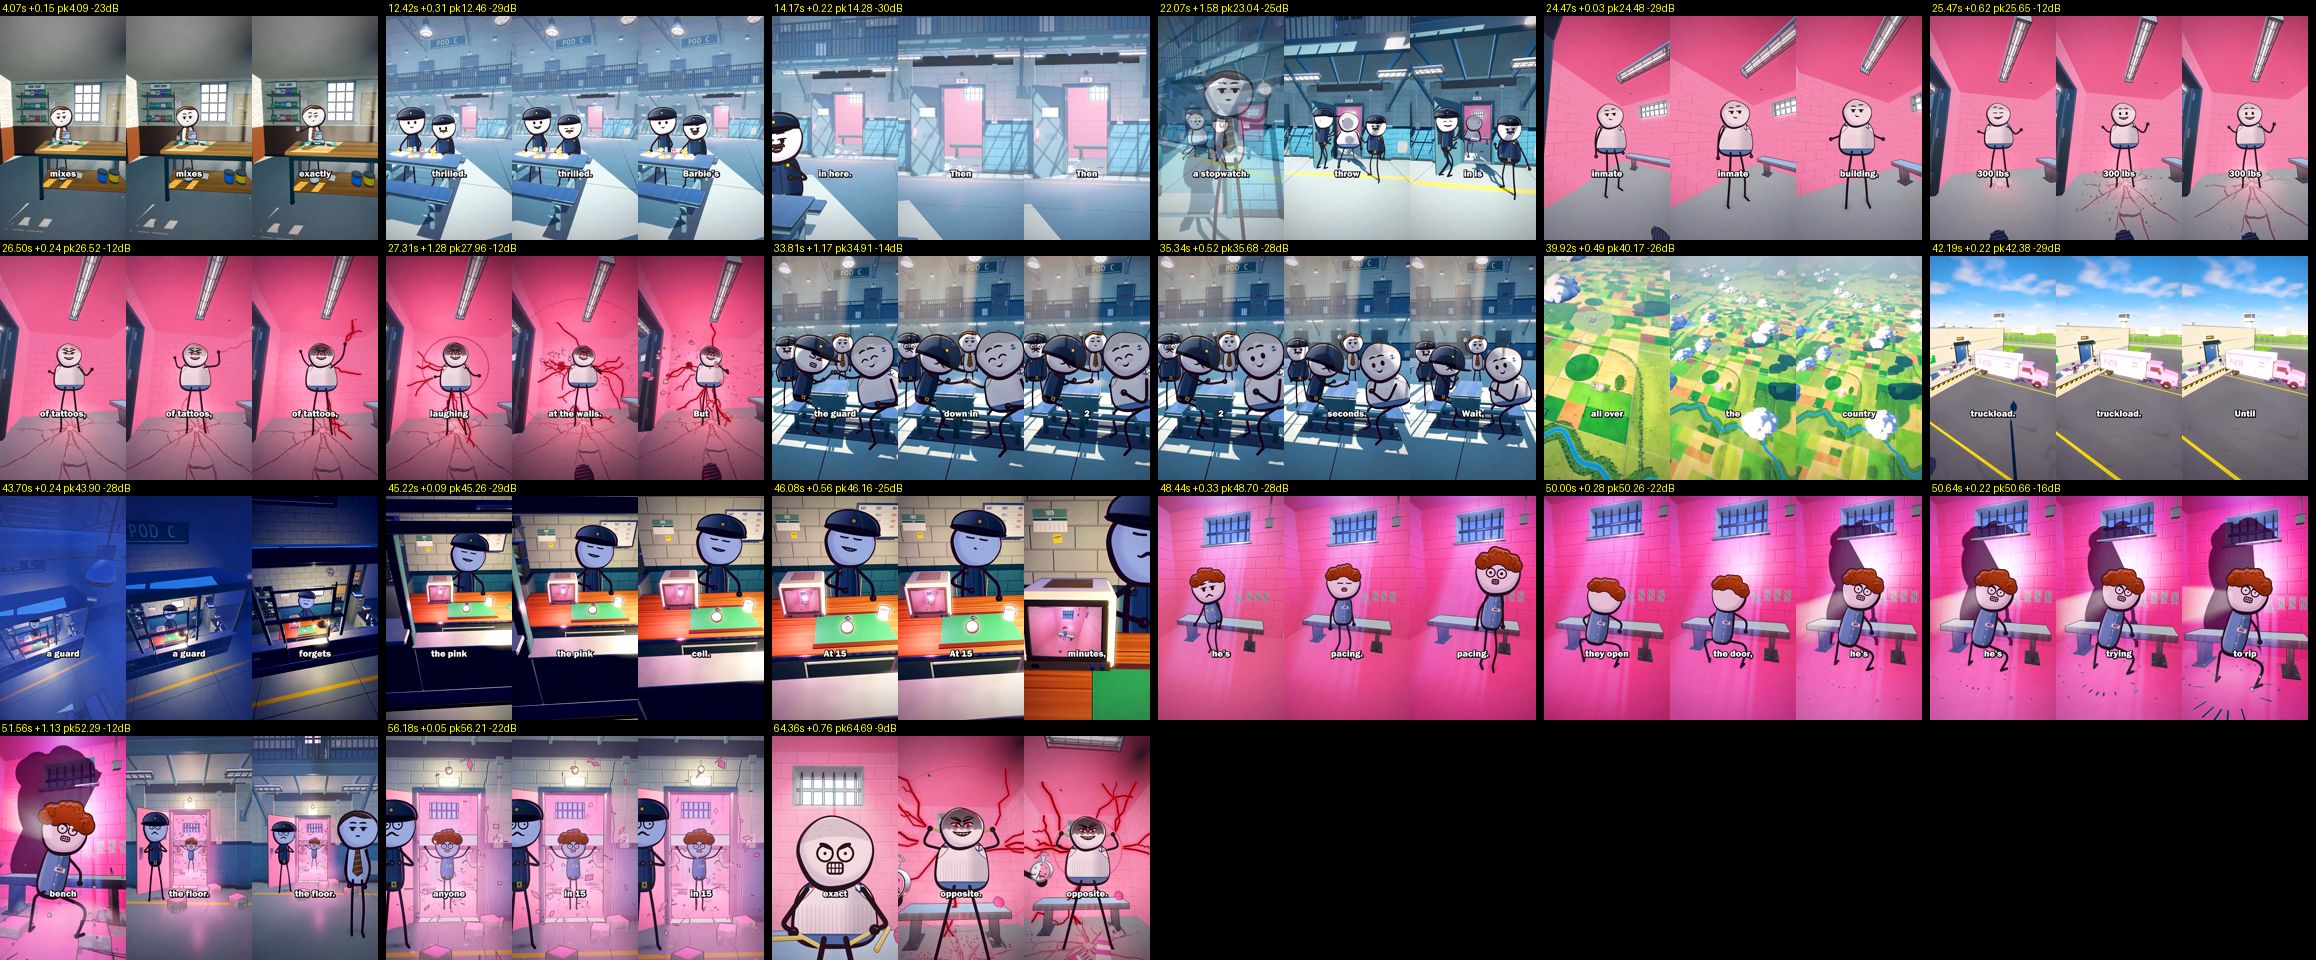 4.07s +0.15 pk4.09 -23dB
mixes
mixes
exactly
12.42s +0.31 pk12.46 -29dB
POD C
POD C
POD C
thrilled.
thrilled.
Barbie's
14.17s +0.22 pk14.28 -30dB
in here.
Then
Then
22.07s +1.58 pk23.04 -25dB
a stopwatch.
throw
in is
24.47s +0.03 pk24.48 -29dB
inmate
inmate
building.
25.47s +0.62 pk25.65 -12dB
300 lbs
300 lbs
300 lbs
26.50s +0.24 pk26.52 -12dB
of tattoos,
of tattoos,
of tattoos,
27.31s +1.28 pk27.96 -12dB
laughing
at the walls.
But
33.81s +1.17 pk34.91 -14dB
POD C
POD C
POD C
the guard
down in
2
35.34s +0.52 pk35.68 -28dB
POD C
POD C
POD C
2
seconds.
Wait,
39.92s +0.49 pk40.17 -26dB
all over
the
country
42.19s +0.22 pk42.38 -29dB
truckload.
truckload.
Until
43.70s +0.24 pk43.90 -28dB
POD C
a guard
a guard
forgets
45.22s +0.09 pk45.26 -29dB
the pink
the pink
cell.
46.08s +0.56 pk46.16 -25dB
1979
At 15
At 15
minutes,
48.44s +0.33 pk48.70 -28dB
he's
pacing.
pacing.
50.00s +0.28 pk50.26 -22dB
they open
the door,
he's
50.64s +0.22 pk50.66 -16dB
he's
trying
to rip
51.56s +1.13 pk52.29 -12dB
bench
the floor.
the floor.
56.18s +0.05 pk56.21 -22dB
anyone
in 15
in 15
64.36s +0.76 pk64.69 -9dB
exact
opposite.
opposite.